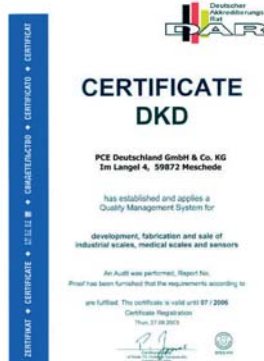 Deutscher
Akkreditierungs
Rat
DAR
CERTIFICATE
DKD
PCE Deutschland GmbH & Co. KG
Im Langel 4, 59872 Meschede
has established and applies a
Quality Management System for
development, fabrication and sale of
industrial scales, medical scales and sensors
An Audit was performed, Report No.
Proof has been furnished that the requirements according to
are fulfilled. The certificate is valid until 07 / 2006
Certificate Registration
ZERTIFIKAT ✦ CERTIFICATE ✦ ✦ СВИДЕТЕЛЬСТВО ✦ CERTIFICADO ✦ CERTIFICAT